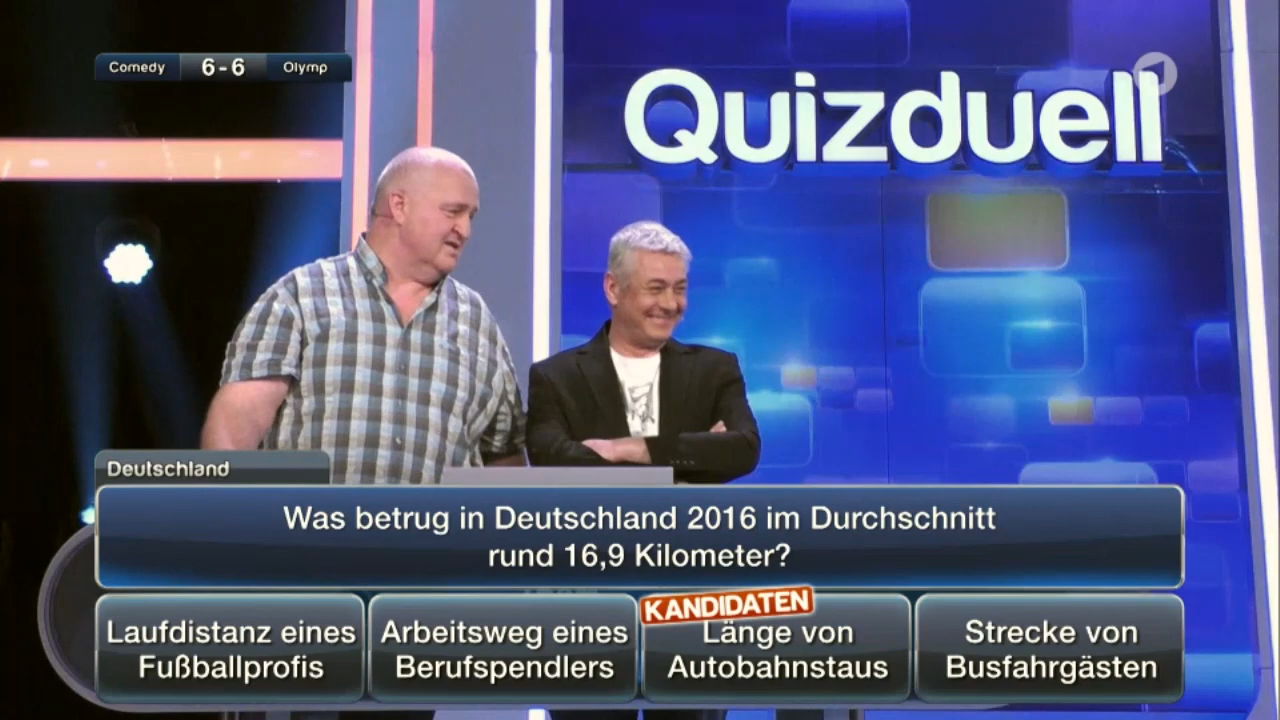 Comedy 6-6 Olymp
Quizduell
Deutschland
Was betrug in Deutschland 2016 im Durchschnitt
rund 16,9 Kilometer?
KANDIDATEN
Laufdistanz eines
Fußballprofis
Arbeitsweg eines
Berufspendlers
Länge von
Autobahnstaus
Strecke von
Busfahrgästen